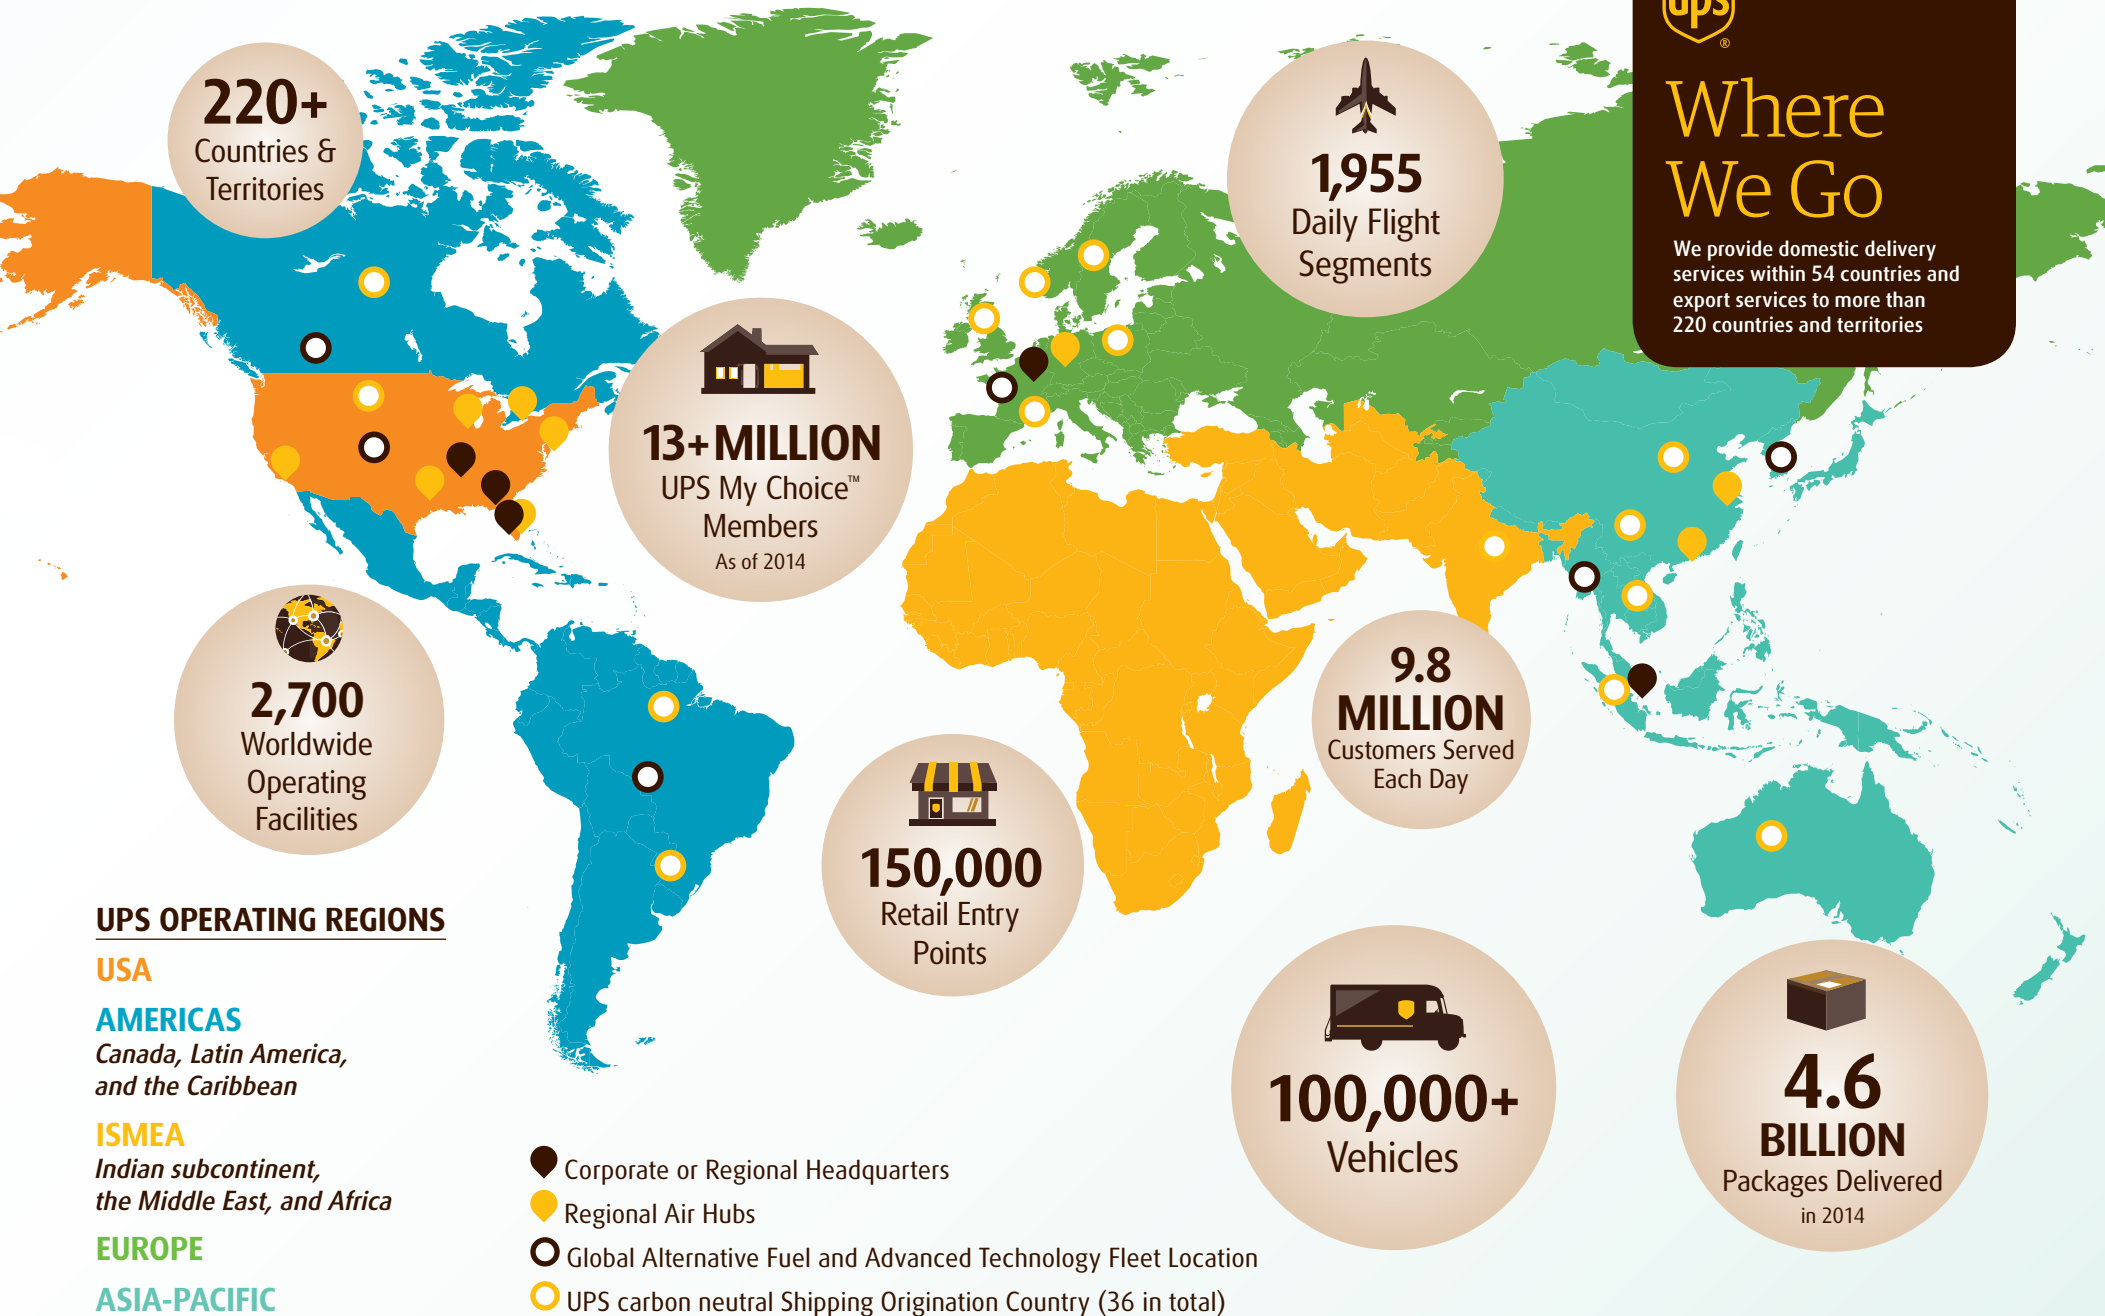 220+
Countries &
Territories
1,955
Daily Flight
Segments
ups
®
Where
We Go
We provide domestic delivery
services within 54 countries and
export services to more than
220 countries and territories
13+ MILLION
UPS My Choice™
Members
As of 2014
2,700
Worldwide
Operating
Facilities
9.8
MILLION
Customers Served
Each Day
150,000
Retail Entry
Points
100,000+
Vehicles
4.6
BILLION
Packages Delivered
in 2014
UPS OPERATING REGIONS
USA
AMERICAS
Canada, Latin America,
and the Caribbean
ISMEA
Indian subcontinent,
the Middle East, and Africa
EUROPE
ASIA-PACIFIC
Corporate or Regional Headquarters
Regional Air Hubs
Global Alternative Fuel and Advanced Technology Fleet Location
UPS carbon neutral Shipping Origination Country (36 in total)